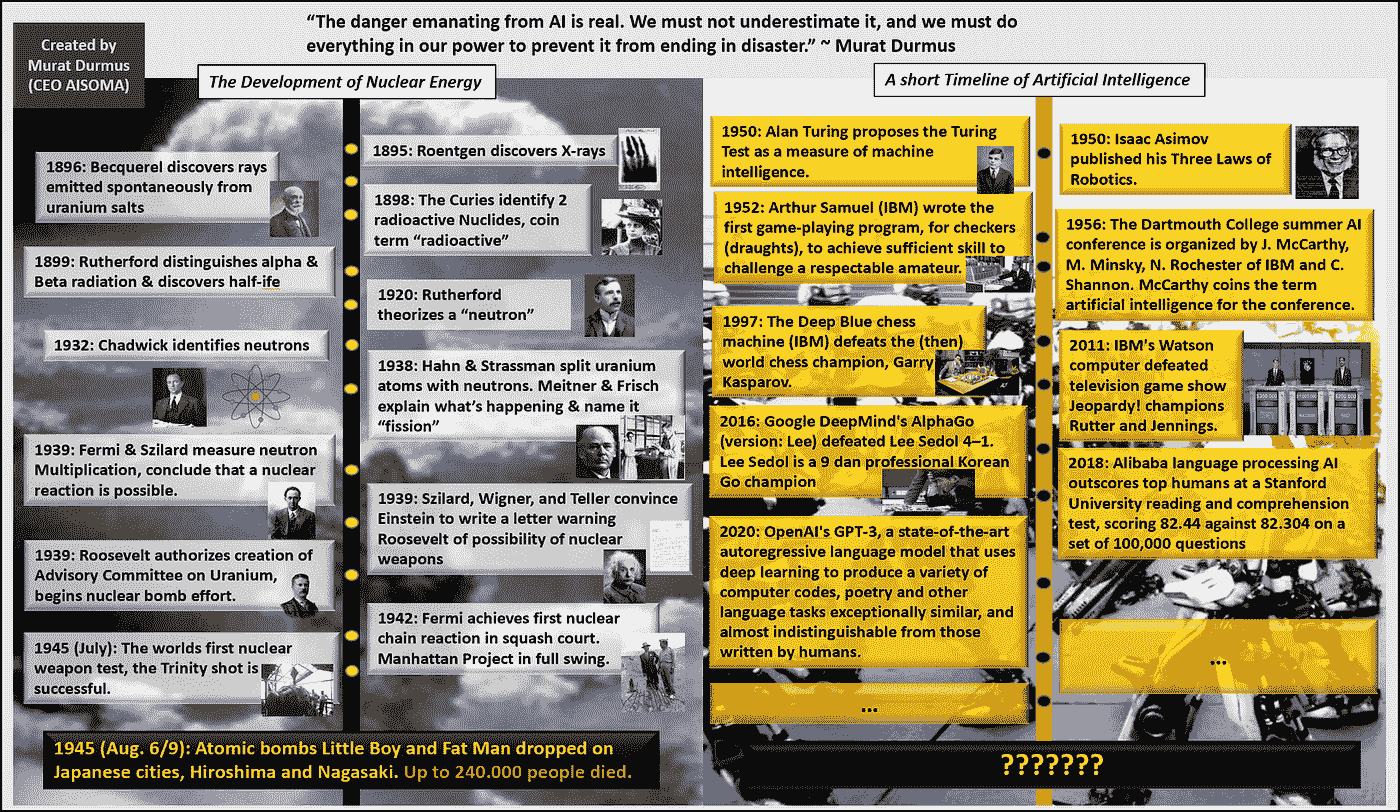 “The danger emanating from AI is real. We must not underestimate it, and we must do
everything in our power to prevent it from ending in disaster.” ~ Murat Durmus
Created by
Murat Durmus
(CEO AISOMA)
The Development of Nuclear Energy
1895: Roentgen discovers X-rays
1896: Becquerel discovers rays
emitted spontaneously from
uranium salts
1898: The Curies identify 2
radioactive Nuclides, coin
term “radioactive”
1899: Rutherford distinguishes alpha &
Beta radiation & discovers half-ife
1920: Rutherford
theorizes a “neutron”
1932: Chadwick identifies neutrons
1938: Hahn & Strassman split uranium
atoms with neutrons. Meitner & Frisch
explain what’s happening & name it
“fission”
1939: Fermi & Szilard measure neutron
Multiplication, conclude that a nuclear
reaction is possible.
1939: Szilard, Wigner, and Teller convince
Einstein to write a letter warning
Roosevelt of possibility of nuclear
weapons
1939: Roosevelt authorizes creation of
Advisory Committee on Uranium,
begins nuclear bomb effort.
1942: Fermi achieves first nuclear
chain reaction in squash court.
Manhattan Project in full swing.
1945 (July): The worlds first nuclear
weapon test, the Trinity shot is
successful.
1945 (Aug. 6/9): Atomic bombs Little Boy and Fat Man dropped on
Japanese cities, Hiroshima and Nagasaki. Up to 240.000 people died.
A short Timeline of Artificial Intelligence
1950: Alan Turing proposes the Turing
Test as a measure of machine
intelligence.
1950: Isaac Asimov
published his Three Laws of
Robotics.
1952: Arthur Samuel (IBM) wrote the
first game-playing program, for checkers
(draughts), to achieve sufficient skill to
challenge a respectable amateur.
1956: The Dartmouth College summer AI
conference is organized by J. McCarthy,
M. Minsky, N. Rochester of IBM and C.
Shannon. McCarthy coins the term
artificial intelligence for the conference.
1997: The Deep Blue chess
machine (IBM) defeats the (then)
world chess champion, Garry
Kasparov.
2011: IBM’s Watson
computer defeated
television game show
Jeopardy! champions
Rutter and Jennings.
2016: Google DeepMind's AlphaGo
(version: Lee) defeated Lee Sedol 4–1.
Lee Sedol is a 9 dan professional Korean
Go champion
2018: Alibaba language processing AI
outscores top humans at a Stanford
University reading and comprehension
test, scoring 82.44 against 82.304 on a
set of 100,000 questions
2020: OpenAI's GPT-3, a state-of-the-art
autoregressive language model that uses
deep learning to produce a variety of
computer codes, poetry and other
language tasks exceptionally similar, and
almost indistinguishable from those
written by humans.
...
...
???????